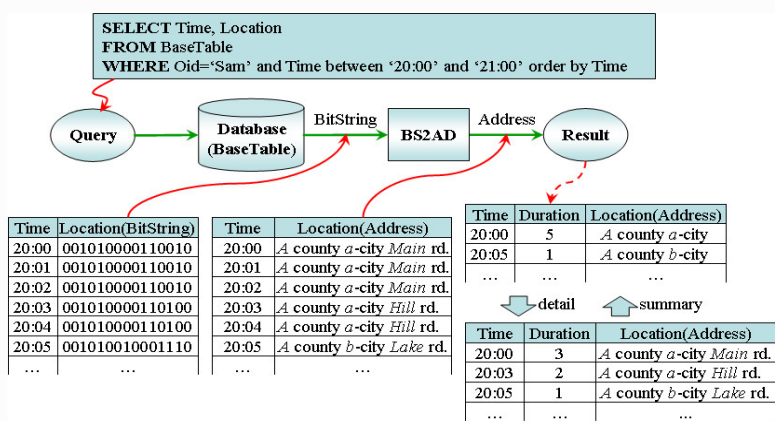 SELECT Time, Location
FROM BaseTable
WHERE Oid=‘Sam’ and Time between ‘20:00’ and ‘21:00’ order by Time
Query
Database
(BaseTable)
BitString
BS2AD
Address
Result
Time Location(BitString)
20:00 001010000110010
20:01 001010000110010
20:02 001010000110010
20:03 001010000110100
20:04 001010000110100
20:05 001010010001110
... ...
Time Location(Address)
20:00 A county a-city Main rd.
20:01 A county a-city Main rd.
20:02 A county a-city Main rd.
20:03 A county a-city Hill rd.
20:04 A county a-city Hill rd.
20:05 A county b-city Lake rd.
... ...
Time Duration Location(Address)
20:00 5 A county a-city
20:05 1 A county b-city
... ... ...
detail summary
Time Duration Location(Address)
20:00 3 A county a-city Main rd.
20:03 2 A county a-city Hill rd.
20:05 1 A county b-city Lake rd.
... ... ...